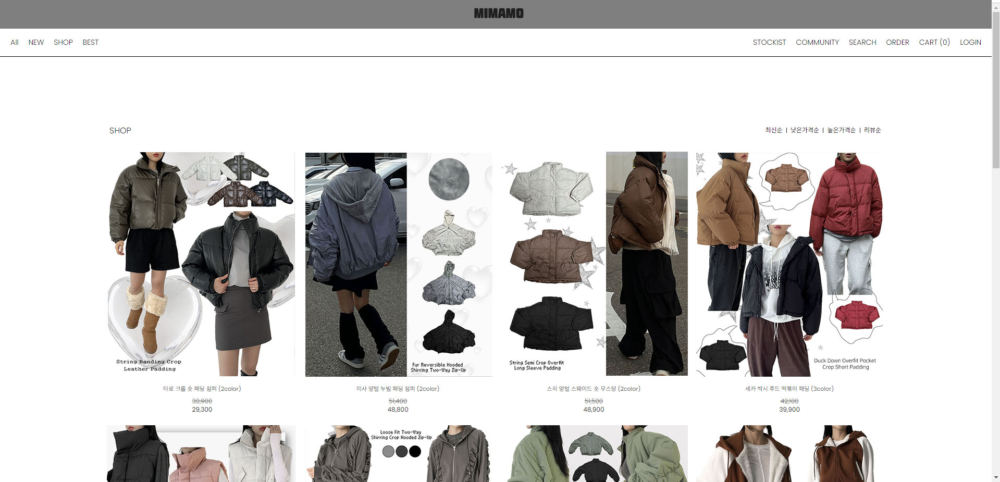 MIMAMO
All NEW SHOP BEST
STOCKIST COMMUNITY SEARCH ORDER CART (0) LOGIN
SHOP
최신순 | 낮은가격순 | 높은가격순 | 리뷰순
String Banding Crop
Leather Padding
타로 크롭 숏 패딩 점퍼 (2color)
30,900
29,300
Fur Reversible Hooded
Shirring Two-Way Zip-Up
미사 양털 누빔 패딩 점퍼 (2color)
51,400
48,800
String Semi Crop Overfit
Long Sleeve Padding
스히 양털 스웨이드 숏 무스탕 (2color)
51,500
48,900
Duck Down Overfit Pocket
Crop Short Padding
세카 박시 후드 떡볶이 패딩 (3color)
42,100
39,900
Loose Fit Two-Way
Shirring Crop Hooded Zip-Up